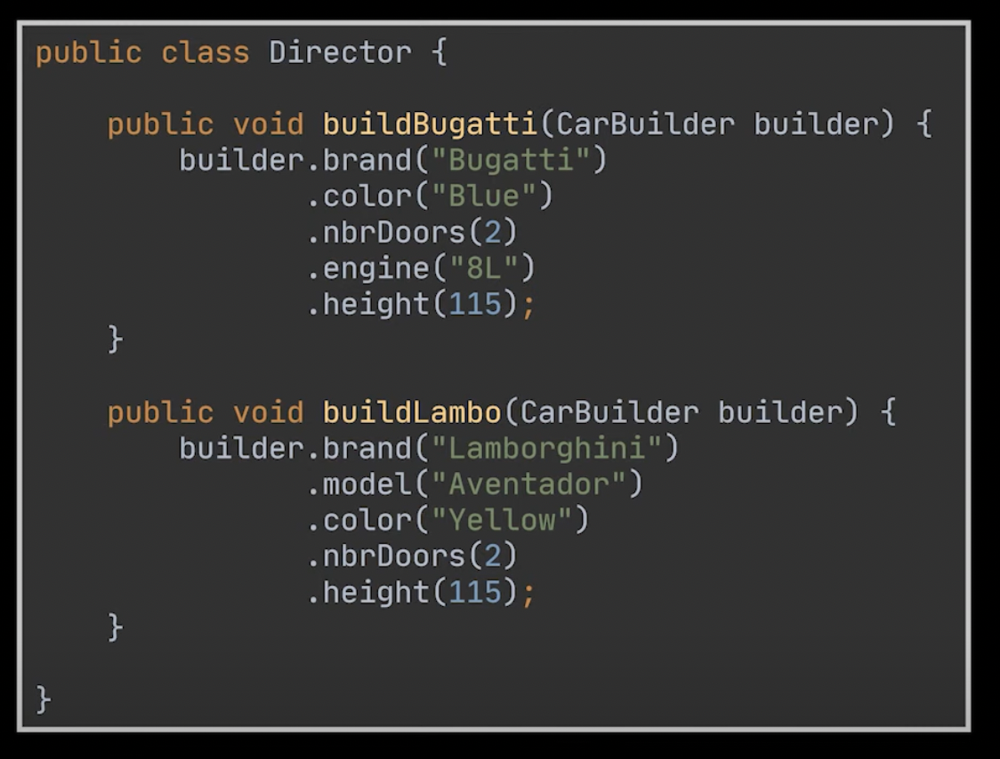 public class Director {
public void buildBugatti(CarBuilder builder) {
builder.brand("Bugatti")
.color("Blue")
.nbrDoors(2)
.engine("8L")
.height(115);
}
public void buildLambo(CarBuilder builder) {
builder.brand("Lamborghini")
.model("Aventador")
.color("Yellow")
.nbrDoors(2)
.height(115);
}
}